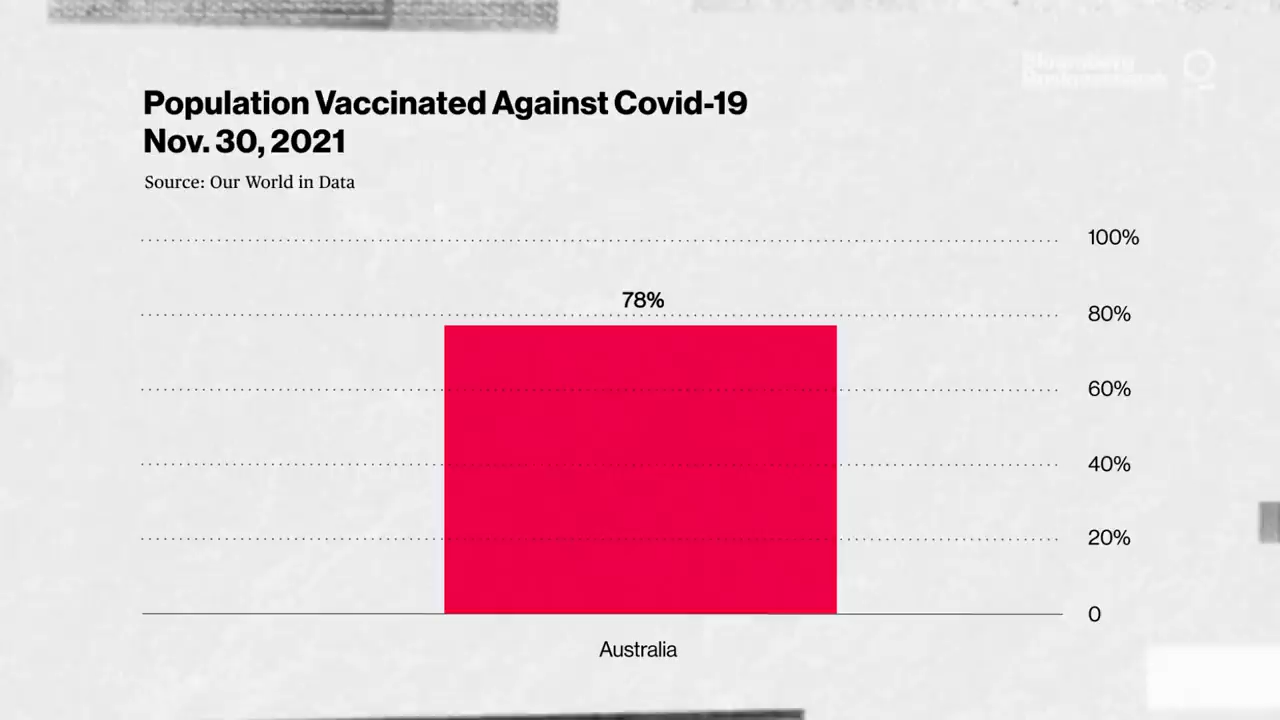 Population Vaccinated Against Covid-19
Nov. 30, 2021
Source: Our World in Data
100%
78%
80%
60%
40%
20%
0
Australia